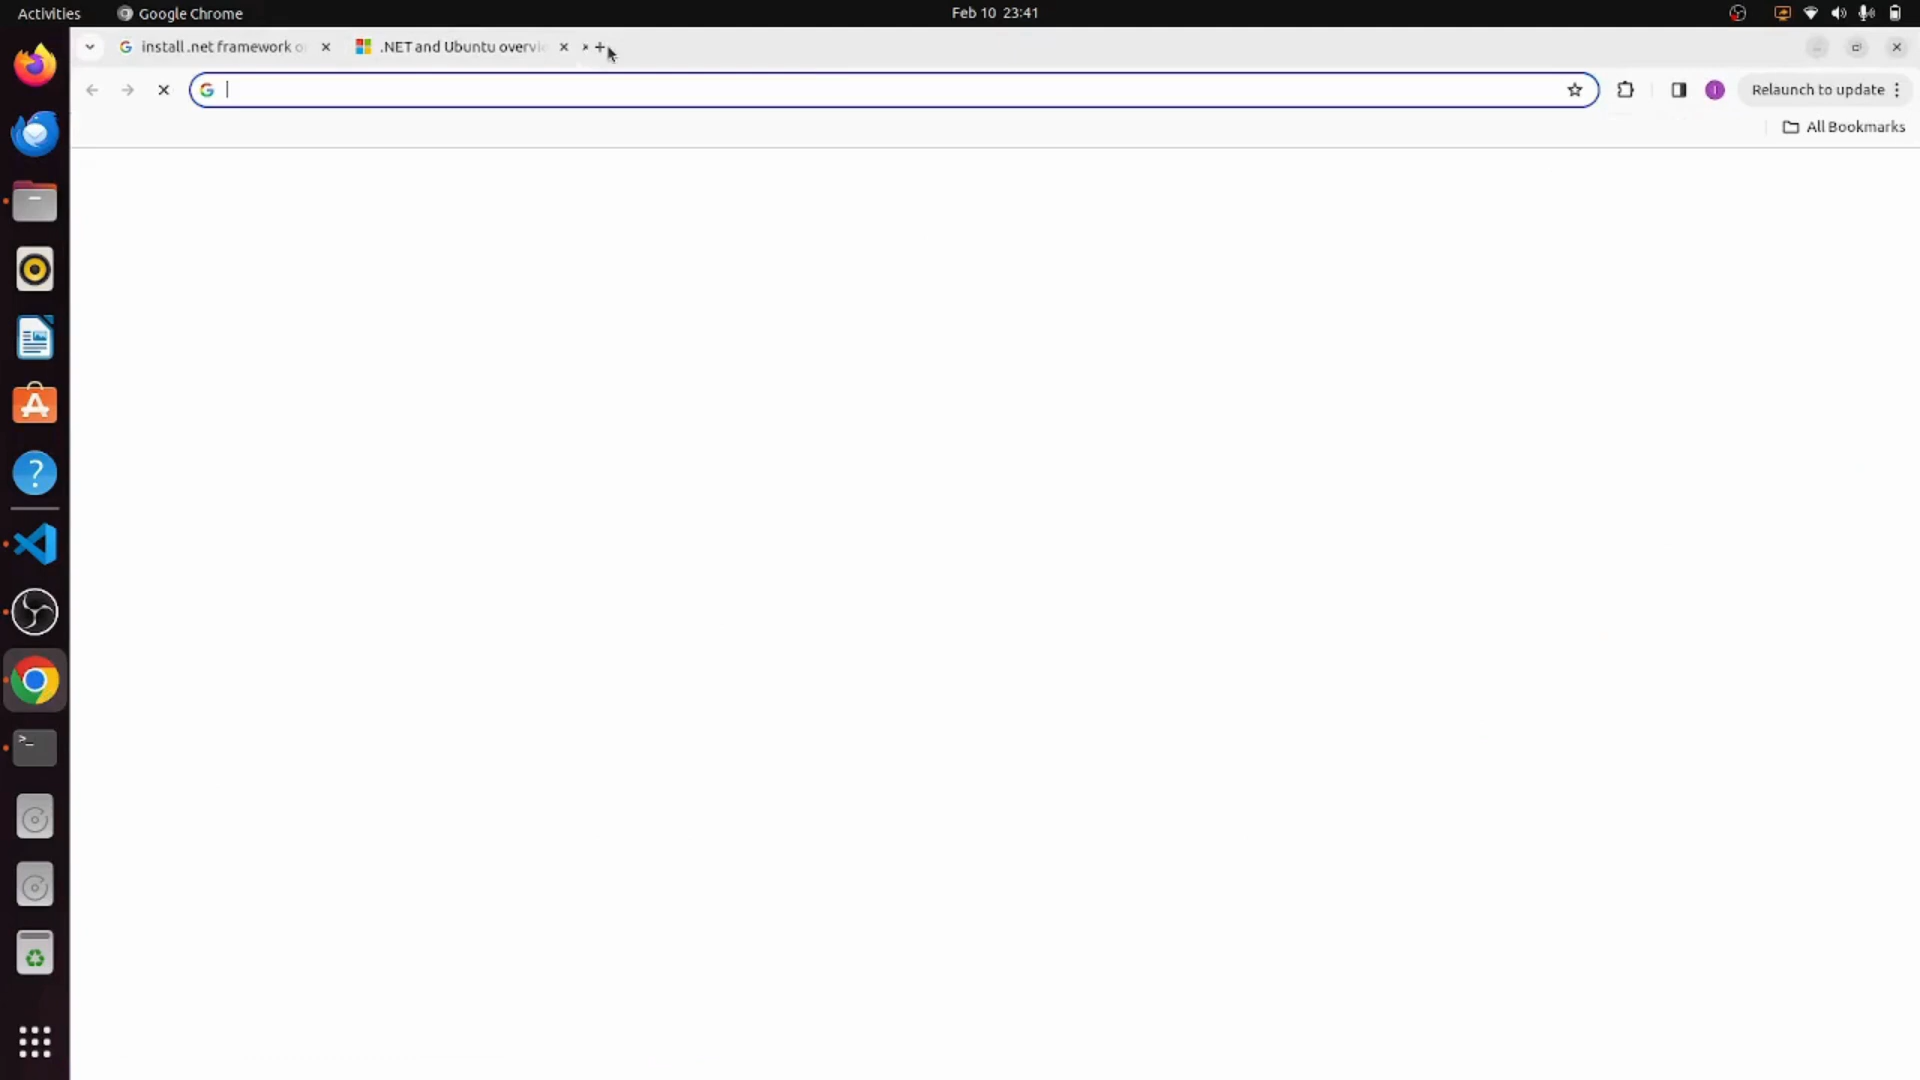 Activities Google Chrome Feb 10 23:41
install .net framework o .NET and Ubuntu overvi
Relaunch to update
All Bookmarks